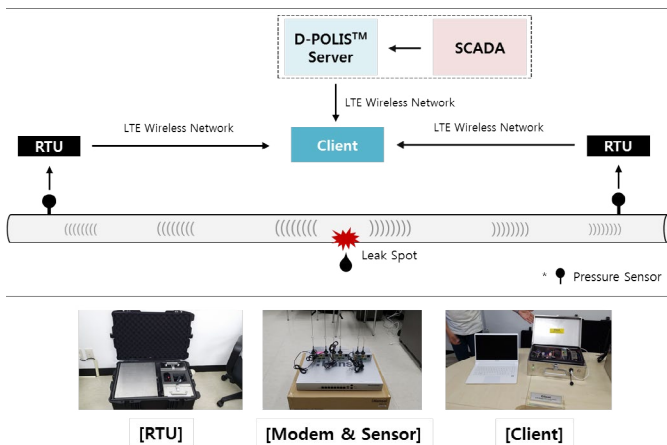 D-POLIS™
Server
SCADA
LTE Wireless Network
LTE Wireless Network
LTE Wireless Network
RTU
Client
RTU
Leak Spot
* Pressure Sensor
[RTU]
[Modem & Sensor]
[Client]